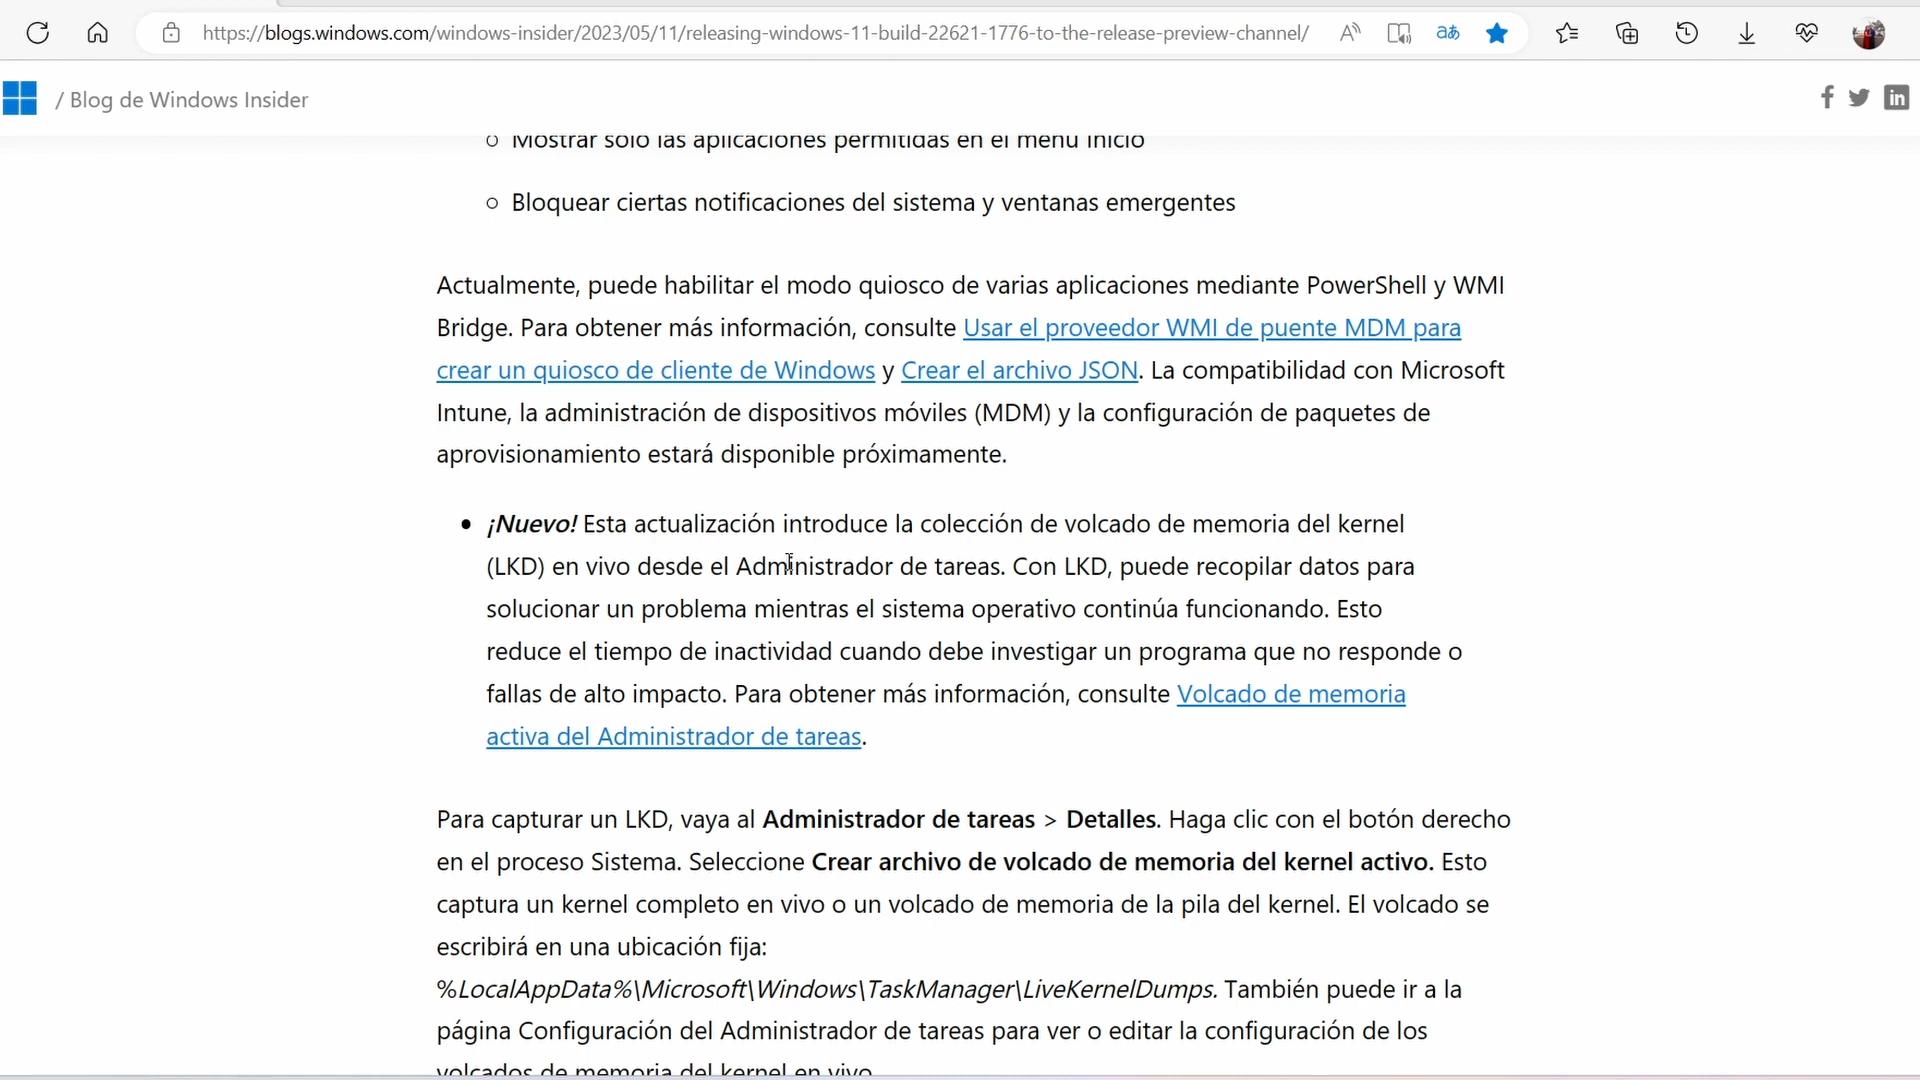 https://blogs.windows.com/windows-insider/2023/05/11/releasing-windows-11-build-22621-1776-to-the-release-preview-channel/
/ Blog de Windows Insider
Mostrar solo las aplicaciones permitidas en el menú Inicio
Bloquear ciertas notificaciones del sistema y ventanas emergentes
Actualmente, puede habilitar el modo quiosco de varias aplicaciones mediante PowerShell y WMI
Bridge. Para obtener más información, consulte Usar el proveedor WMI de puente MDM para
crear un quiosco de cliente de Windows y Crear el archivo JSON. La compatibilidad con Microsoft
Intune, la administración de dispositivos móviles (MDM) y la configuración de paquetes de
aprovisionamiento estará disponible próximamente.
• ¡Nuevo! Esta actualización introduce la colección de volcado de memoria del kernel
(LKD) en vivo desde el Administrador de tareas. Con LKD, puede recopilar datos para
solucionar un problema mientras el sistema operativo continúa funcionando. Esto
reduce el tiempo de inactividad cuando debe investigar un programa que no responde o
fallas de alto impacto. Para obtener más información, consulte Volcado de memoria
activa del Administrador de tareas.
Para capturar un LKD, vaya al Administrador de tareas > Detalles. Haga clic con el botón derecho
en el proceso Sistema. Seleccione Crear archivo de volcado de memoria del kernel activo. Esto
captura un kernel completo en vivo o un volcado de memoria de la pila del kernel. El volcado se
escribirá en una ubicación fija:
%LocalAppData%\Microsoft\Windows\TaskManager\LiveKernelDumps. También puede ir a la
página Configuración del Administrador de tareas para ver o editar la configuración de los
volcados de memoria del kernel en vivo